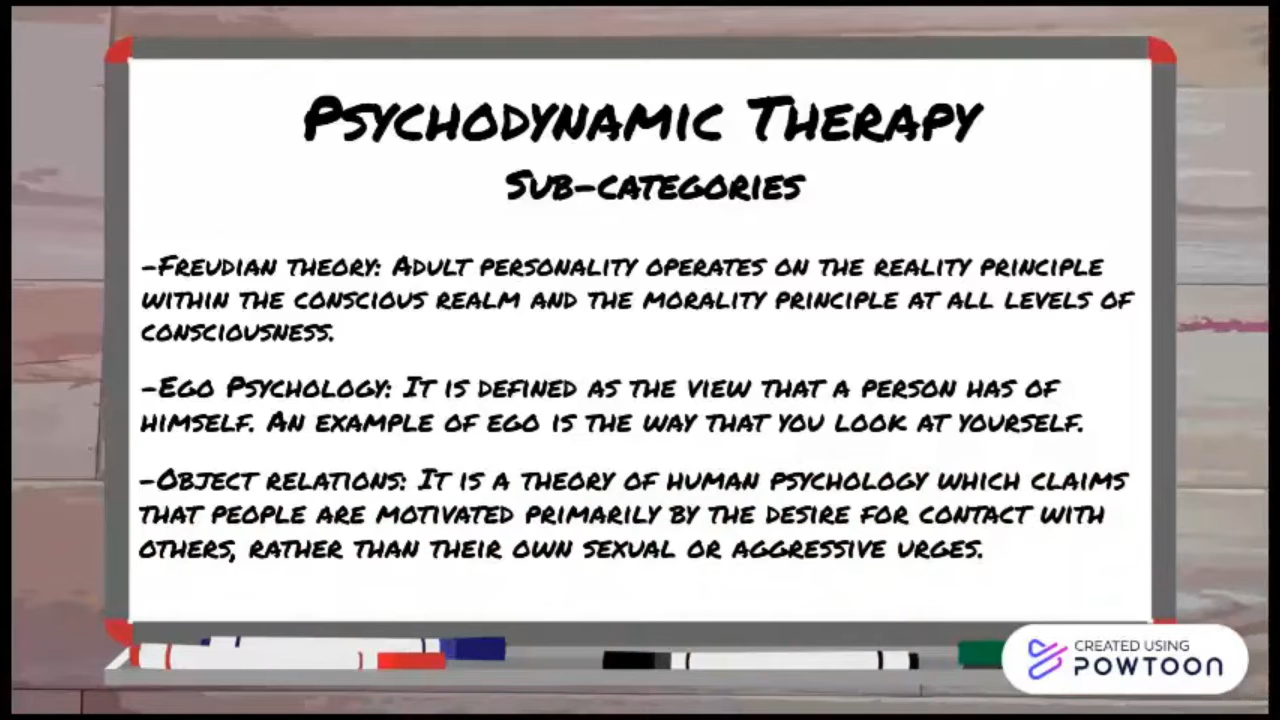 PSYCHODYNAMIC THERAPY
SUB-CATEGORIES
-FREUDIAN THEORY: ADULT PERSONALITY OPERATES ON THE REALITY PRINCIPLE
WITHIN THE CONSCIOUS REALM AND THE MORALITY PRINCIPLE AT ALL LEVELS OF
CONSCIOUSNESS.
-EGO PSYCHOLOGY: IT IS DEFINED AS THE VIEW THAT A PERSON HAS OF
HIMSELF. AN EXAMPLE OF EGO IS THE WAY THAT YOU LOOK AT YOURSELF.
-OBJECT RELATIONS: IT IS A THEORY OF HUMAN PSYCHOLOGY WHICH CLAIMS
THAT PEOPLE ARE MOTIVATED PRIMARILY BY THE DESIRE FOR CONTACT WITH
OTHERS, RATHER THAN THEIR OWN SEXUAL OR AGGRESSIVE URGES.
CREATED USING
POWTOON